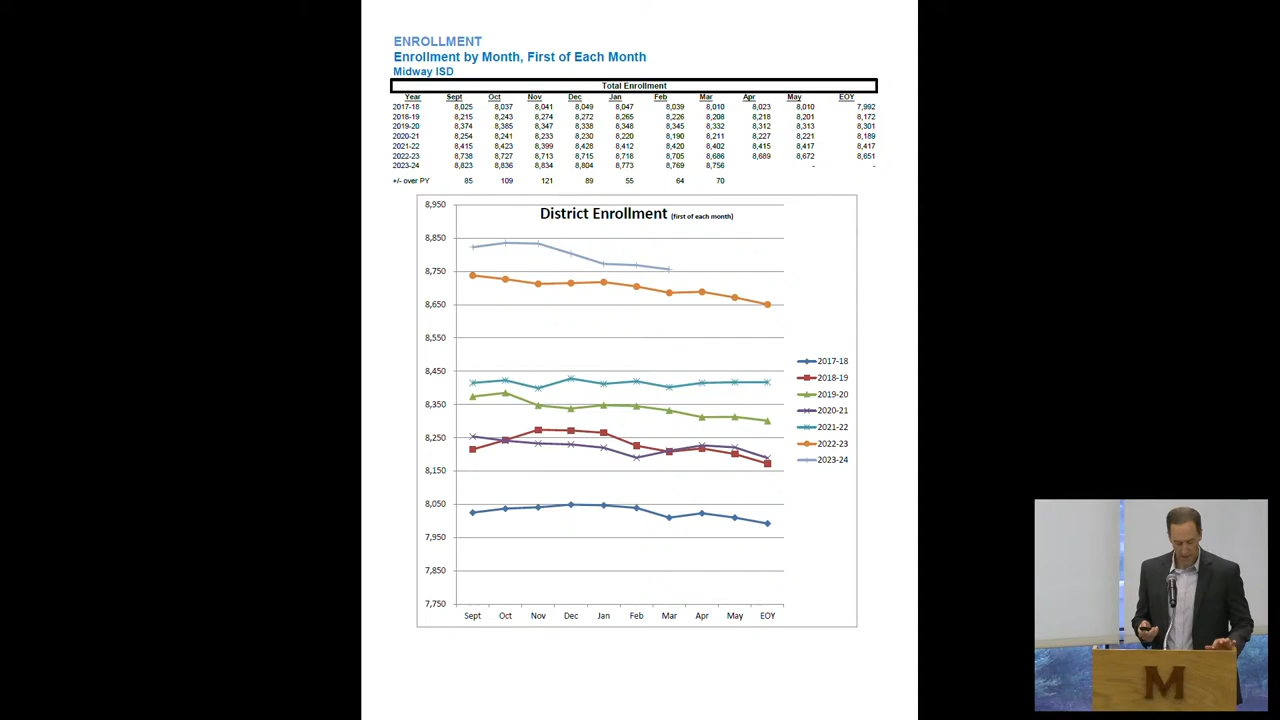 ENROLLMENT
Enrollment by Month, First of Each Month
Midway ISD
Total Enrollment
Year Sept Oct Nov Dec Jan Feb Mar Apr May EOY
2017-18 8,025 8,037 8,041 8,049 8,047 8,039 8,010 8,023 8,010 7,992
2018-19 8,215 8,243 8,274 8,272 8,265 8,226 8,208 8,218 8,201 8,172
2019-20 8,374 8,385 8,347 8,338 8,348 8,345 8,332 8,312 8,313 8,301
2020-21 8,254 8,241 8,233 8,230 8,220 8,190 8,211 8,227 8,221 8,189
2021-22 8,415 8,423 8,399 8,428 8,412 8,420 8,402 8,415 8,417 8,417
2022-23 8,738 8,727 8,713 8,715 8,718 8,705 8,686 8,689 8,672 8,651
2023-24 8,823 8,836 8,834 8,804 8,773 8,769 8,756 - -
+/- over PY 85 109 121 89 55 64 70
District Enrollment (first of each month)
8,950
8,850
8,750
8,650
8,550
8,450
8,350
8,250
8,150
8,050
7,950
7,850
7,750
Sept Oct Nov Dec Jan Feb Mar Apr May EOY
2017-18
2018-19
2019-20
2020-21
2021-22
2022-23
2023-24
M